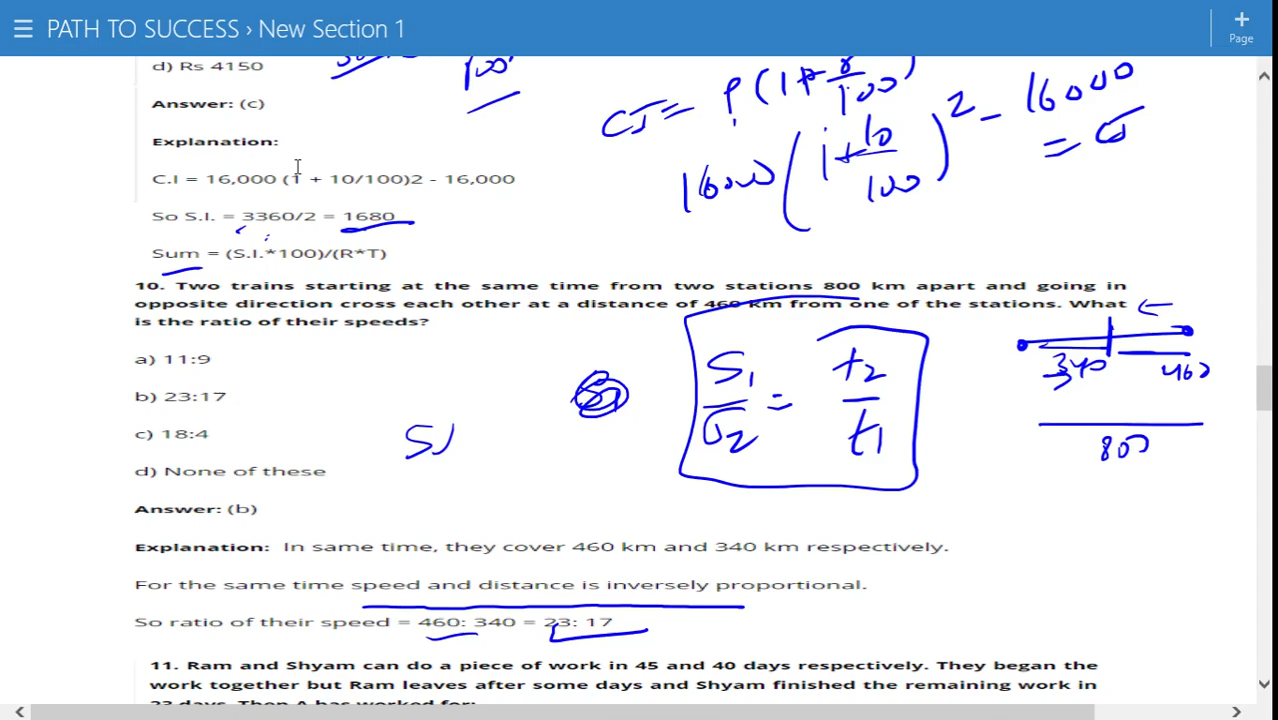 PATH TO SUCCESS › New Section 1
Page
d) Rs 4150
100
Answer: (c)
CI = P(1+ r/100)
Explanation:
16000 (1+ 10/100)2 - 16000
= CI
C.I = 16,000 (1 + 10/100)2 - 16,000
So S.I. = 3360/2 = 1680
Sum = (S.I.*100)/(R*T)
10. Two trains starting at the same time from two stations 800 km apart and going in
opposite direction cross each other at a distance of 460 km from one of the stations. What
is the ratio of their speeds?
a) 11:9
340 460
S1/S2 = t2/t1
b) 23:17
c) 18:4
S
800
d) None of these
Answer: (b)
Explanation: In same time, they cover 460 km and 340 km respectively.
For the same time speed and distance is inversely proportional.
So ratio of their speed = 460: 340 = 23: 17
11. Ram and Shyam can do a piece of work in 45 and 40 days respectively. They began the
work together but Ram leaves after some days and Shyam finished the remaining work in
23 days. Then A has worked for: